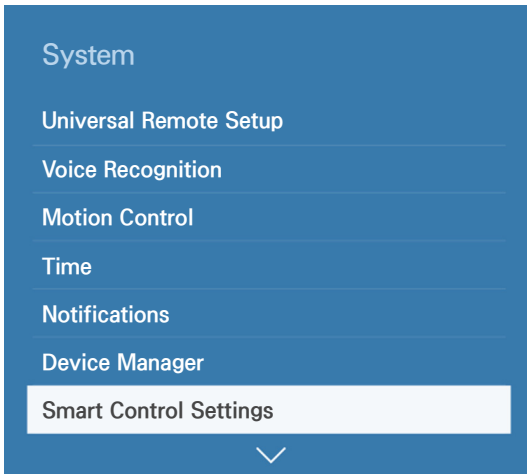 System
Universal Remote Setup
Voice Recognition
Motion Control
Time
Notifications
Device Manager
Smart Control Settings